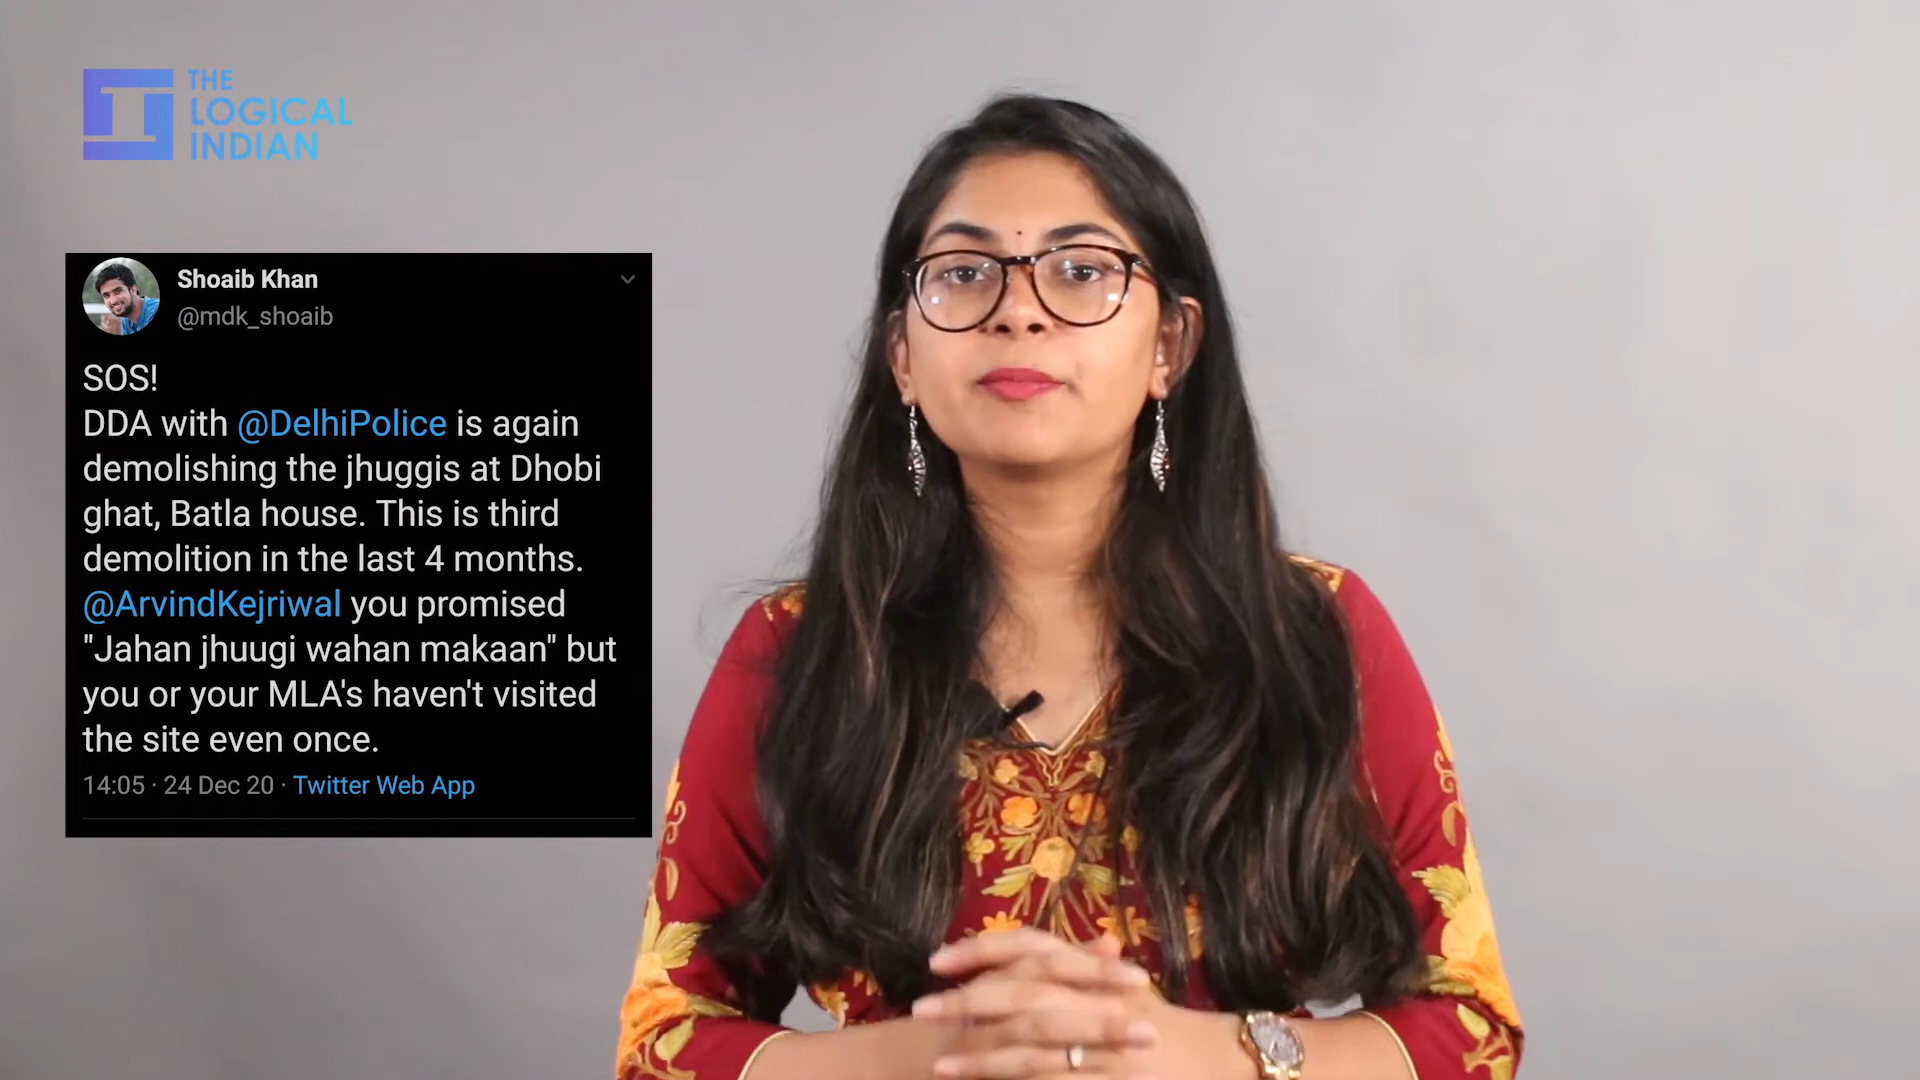 THE
LOGICAL
INDIAN
Shoaib Khan
@mdk_shoaib
SOS!
DDA with @DelhiPolice is again
demolishing the jhuggis at Dhobi
ghat, Batla house. This is third
demolition in the last 4 months.
@ArvindKejriwal you promised
"Jahan jhuugi wahan makaan" but
you or your MLA's haven't visited
the site even once.
14:05 · 24 Dec 20 · Twitter Web App